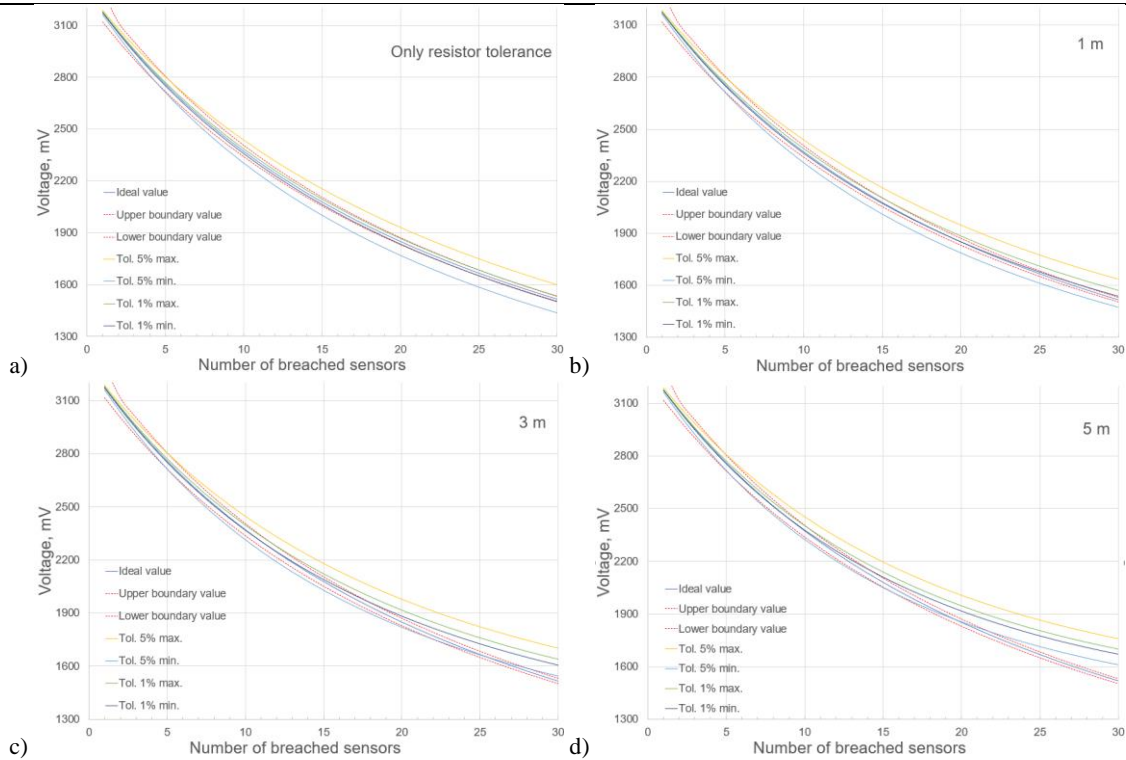 Only resistor tolerance
Voltage, mV
3100
2800
2500
2200
1900
1600
1300
Ideal value
Upper boundary value
Lower boundary value
Tol. 5% max.
Tol. 5% min.
Tol. 1% max.
Tol. 1% min.
0 5 10 15 20 25 30
Number of breached sensors
a)
1 m
Voltage, mV
3100
2800
2500
2200
1900
1600
1300
Ideal value
Upper boundary value
Lower boundary value
Tol. 5% max.
Tol. 5% min.
Tol. 1% max.
Tol. 1% min.
0 5 10 15 20 25 30
Number of breached sensors
b)
3 m
Voltage, mV
3100
2800
2500
2200
1900
1600
1300
Ideal value
Upper boundary value
Lower boundary value
Tol. 5% max.
Tol. 5% min.
Tol. 1% max.
Tol. 1% min.
0 5 10 15 20 25 30
Number of breached sensors
c)
5 m
Voltage, mV
3100
2800
2500
2200
1900
1600
1300
Ideal value
Upper boundary value
Lower boundary value
Tol. 5% max.
Tol. 5% min.
Tol. 1% max.
Tol. 1% min.
0 5 10 15 20 25 30
Number of breached sensors
d)